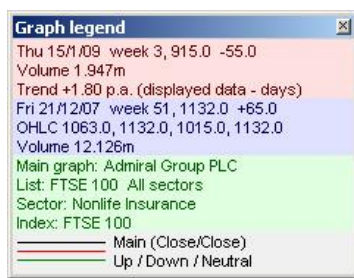 Graph legend
Thu 15/1/09 week 3, 915.0 -55.0
Volume 1.947m
Trend +1.80 p.a. (displayed data - days)
Fri 21/12/07 week 51, 1132.0 +65.0
OHLC 1063.0, 1132.0, 1015.0, 1132.0
Volume 12.126m
Main graph: Admiral Group PLC
List: FTSE 100 All sectors
Sector: Nonlife Insurance
Index: FTSE 100
Main (Close/Close)
Up / Down / Neutral